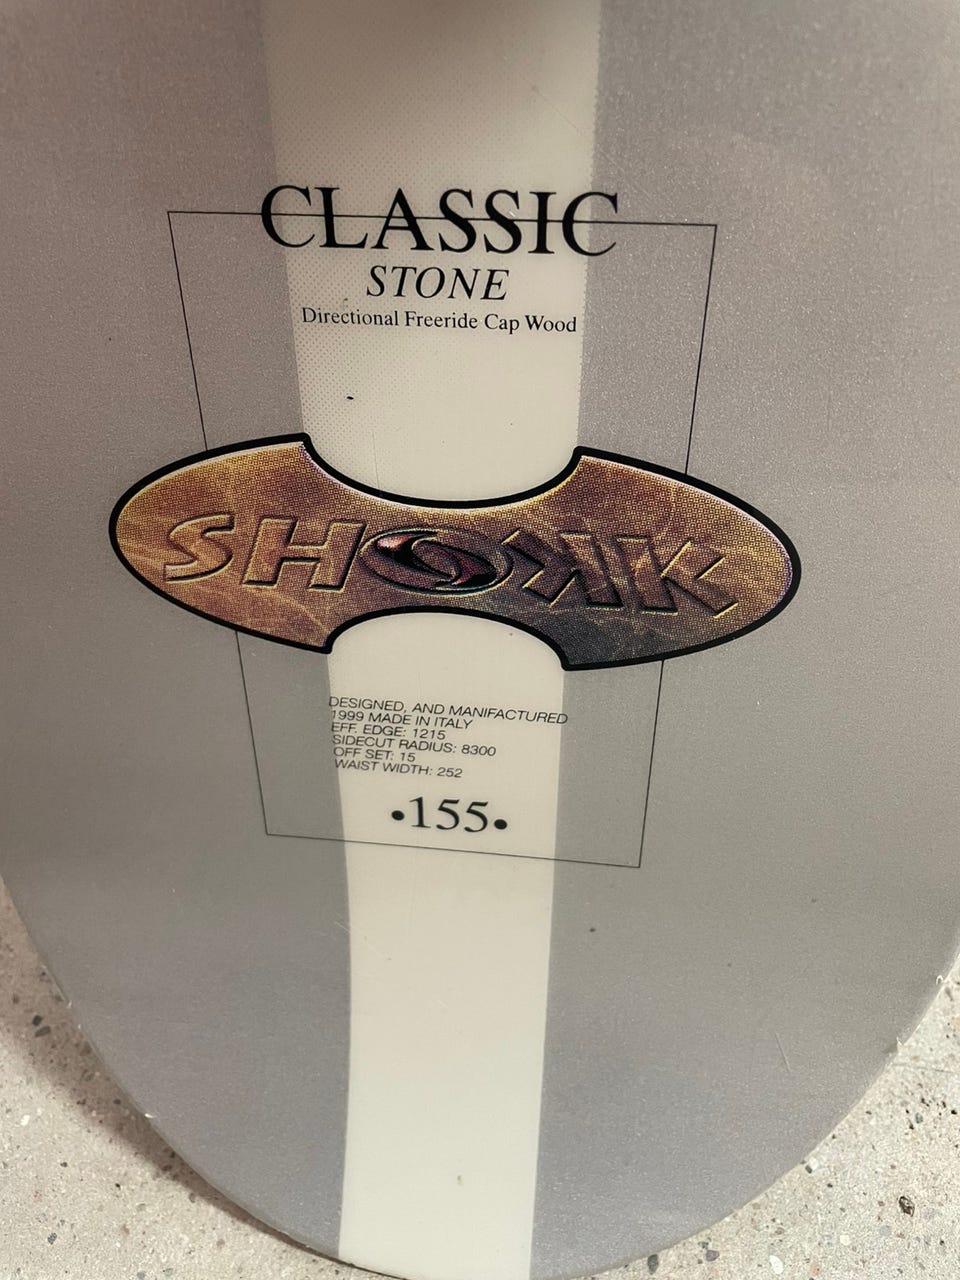 CLASSIC
STONE
Directional Freeride Cap Wood
SHOKK
DESIGNED, AND MANIFACTURED
1999 MADE IN ITALY
EFF. EDGE: 1215
SIDECUT RADIUS: 8300
OFF SET: 15
WAIST WIDTH: 252
•155•